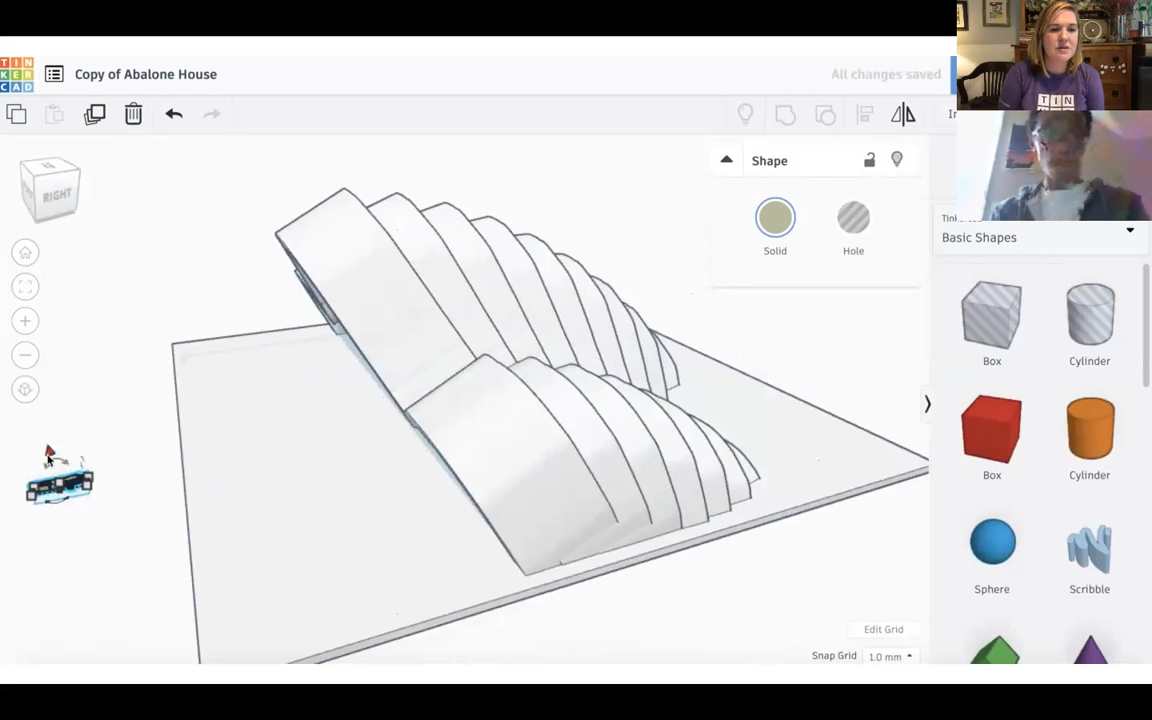 TIN
KER
CAD
Copy of Abalone House
All changes saved
TIN
RIGHT
Shape
Solid
Hole
Basic Shapes
Box
Cylinder
Box
Cylinder
Sphere
Scribble
Edit Grid
Snap Grid
1.0 mm